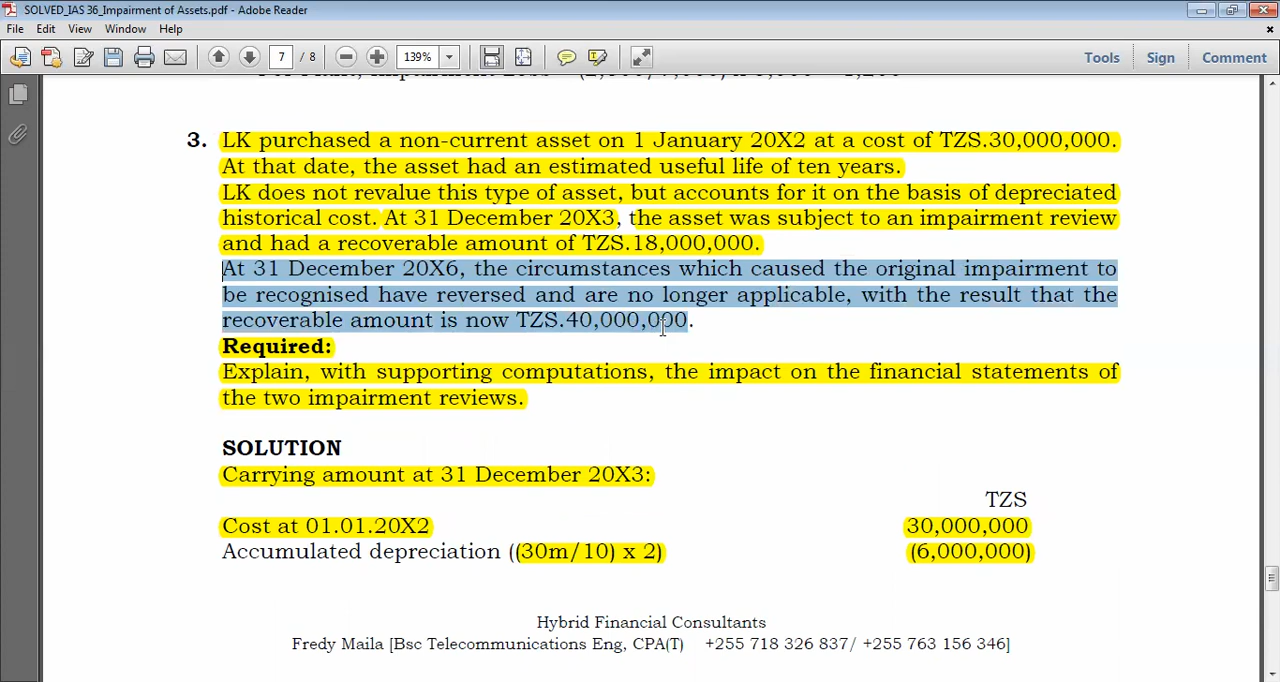 SOLVED_IAS 36_Impairment of Assets.pdf - Adobe Reader
File Edit View Window Help
7 / 8 139% Tools Sign Comment
3. LK purchased a non-current asset on 1 January 20X2 at a cost of TZS.30,000,000.
At that date, the asset had an estimated useful life of ten years.
LK does not revalue this type of asset, but accounts for it on the basis of depreciated
historical cost. At 31 December 20X3, the asset was subject to an impairment review
and had a recoverable amount of TZS.18,000,000.
At 31 December 20X6, the circumstances which caused the original impairment to
be recognised have reversed and are no longer applicable, with the result that the
recoverable amount is now TZS.40,000,000.
Required:
Explain, with supporting computations, the impact on the financial statements of
the two impairment reviews.
SOLUTION
Carrying amount at 31 December 20X3:
TZS
Cost at 01.01.20X2 30,000,000
Accumulated depreciation ((30m/10) x 2) (6,000,000)
Hybrid Financial Consultants
Fredy Maila [Bsc Telecommunications Eng, CPA(T) +255 718 326 837/ +255 763 156 346]